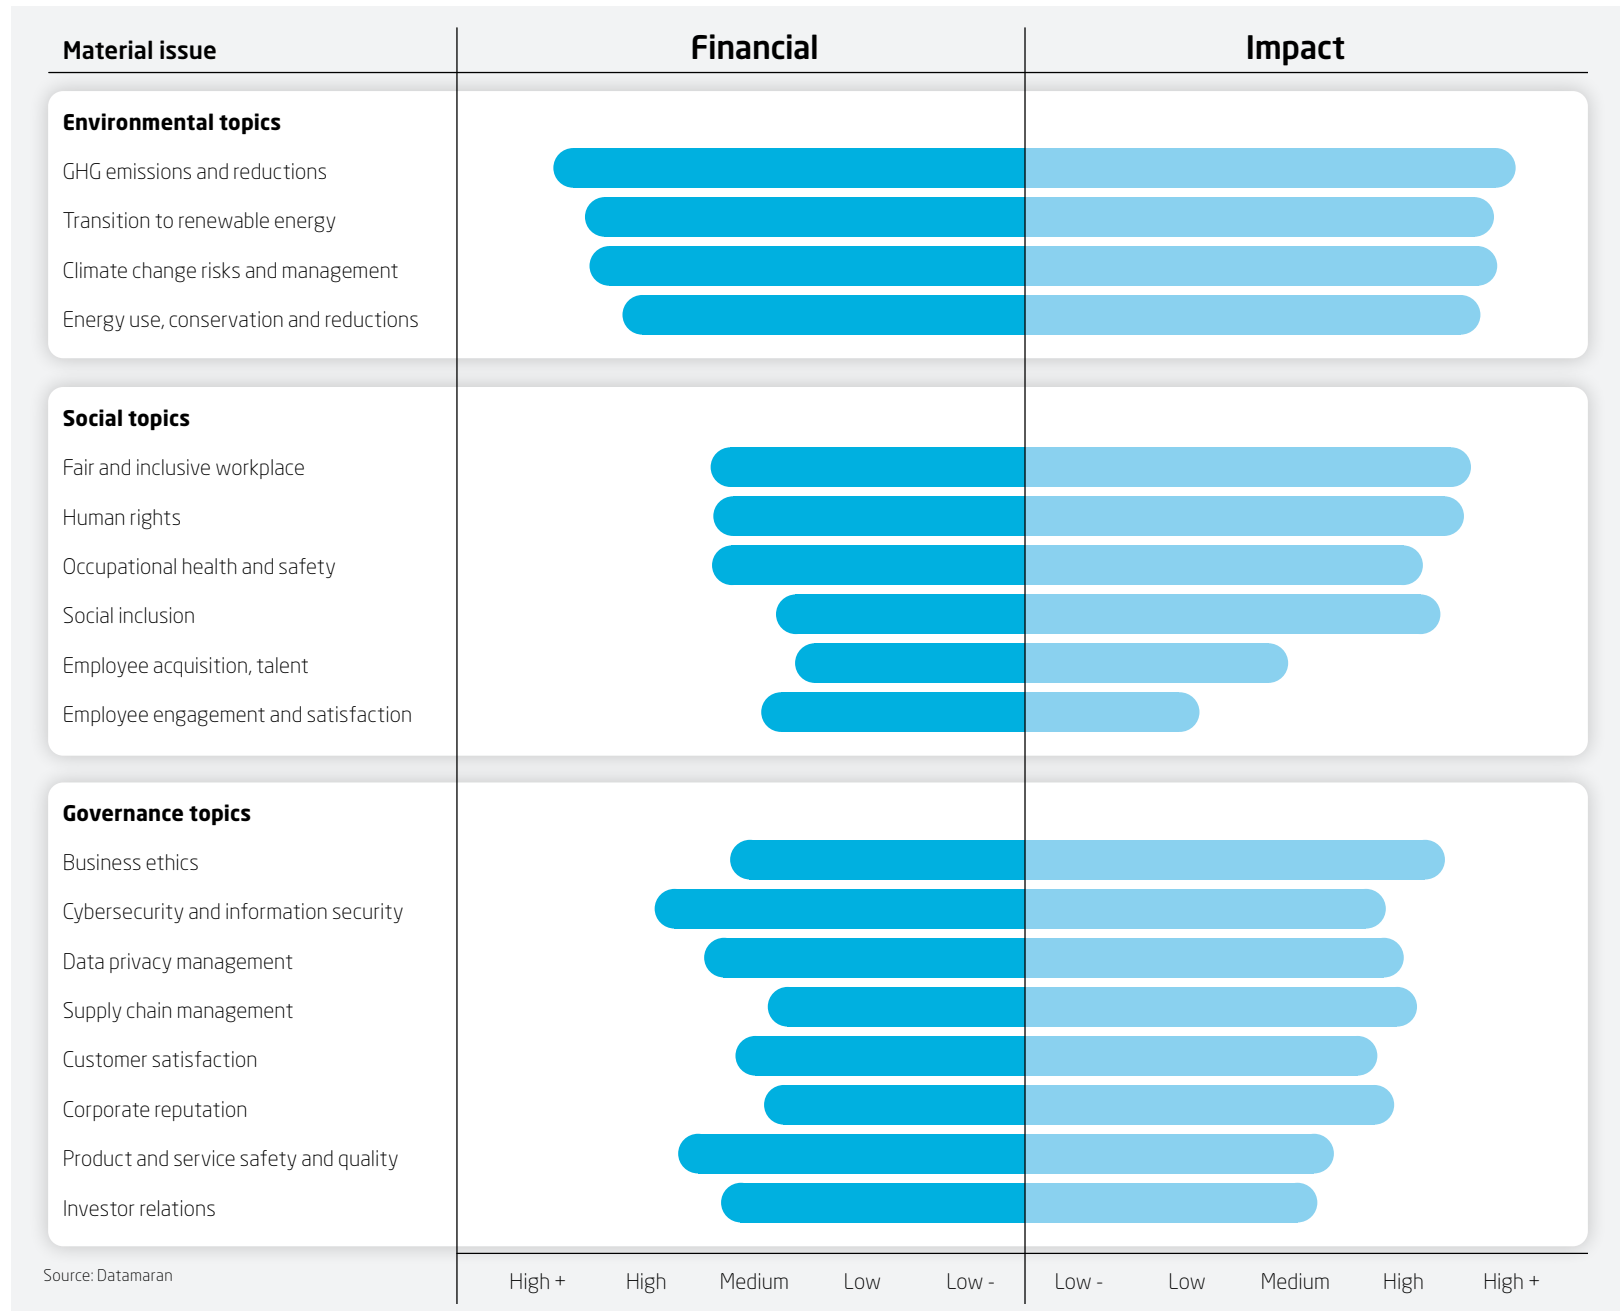 Material issue Financial Impact
Environmental topics
GHG emissions and reductions
Transition to renewable energy
Climate change risks and management
Energy use, conservation and reductions
Social topics
Fair and inclusive workplace
Human rights
Occupational health and safety
Social inclusion
Employee acquisition, talent
Employee engagement and satisfaction
Governance topics
Business ethics
Cybersecurity and information security
Data privacy management
Supply chain management
Customer satisfaction
Corporate reputation
Product and service safety and quality
Investor relations
Source: Datamaran
High + High Medium Low Low - Low - Low Medium High High +